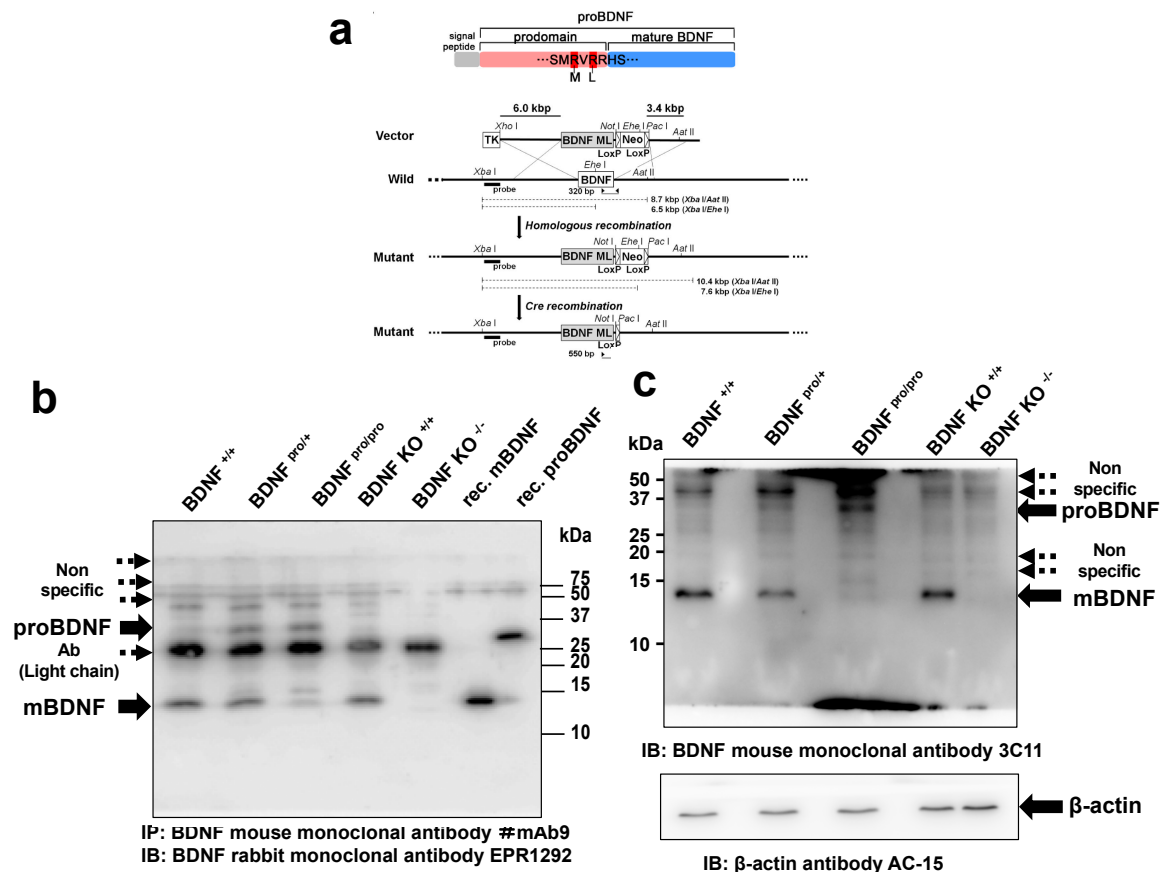 a
proBDNF
signal
peptide
prodomain
mature BDNF
···SMRVRRHS···
M L
6.0 kbp
3.4 kbp
Xho I
Not I
Ehe I
Pac I
Aat II
Vector
TK
BDNF ML
Neo
LoxP
LoxP
Ehe I
Xba I
Aat II
Wild
BDNF
probe
320 bp
8.7 kbp (Xba I/Aat II)
6.5 kbp (Xba I/Ehe I)
Homologous recombination
Xba I
Not I
Ehe I
Pac I
Aat II
Mutant
BDNF ML
Neo
probe
LoxP
LoxP
10.4 kbp (Xba I/Aat II)
7.6 kbp (Xba I/Ehe I)
Cre recombination
Xba I
Not I
Pac I
Aat II
Mutant
BDNF ML
probe
LoxP
550 bp
b
BDNF +/+
BDNF pro/+
BDNF pro/pro
BDNF KO +/+
BDNF KO -/-
rec. mBDNF
rec. proBDNF
kDa
75
50
37
25
20
15
10
Non
specific
proBDNF
Ab
(Light chain)
mBDNF
IP: BDNF mouse monoclonal antibody #mAb9
IB: BDNF rabbit monoclonal antibody EPR1292
c
BDNF +/+
BDNF pro/+
BDNF pro/pro
BDNF KO +/+
BDNF KO -/-
kDa
50
37
25
20
15
10
Non
specific
proBDNF
Non
specific
mBDNF
IB: BDNF mouse monoclonal antibody 3C11
β-actin
IB: β-actin antibody AC-15